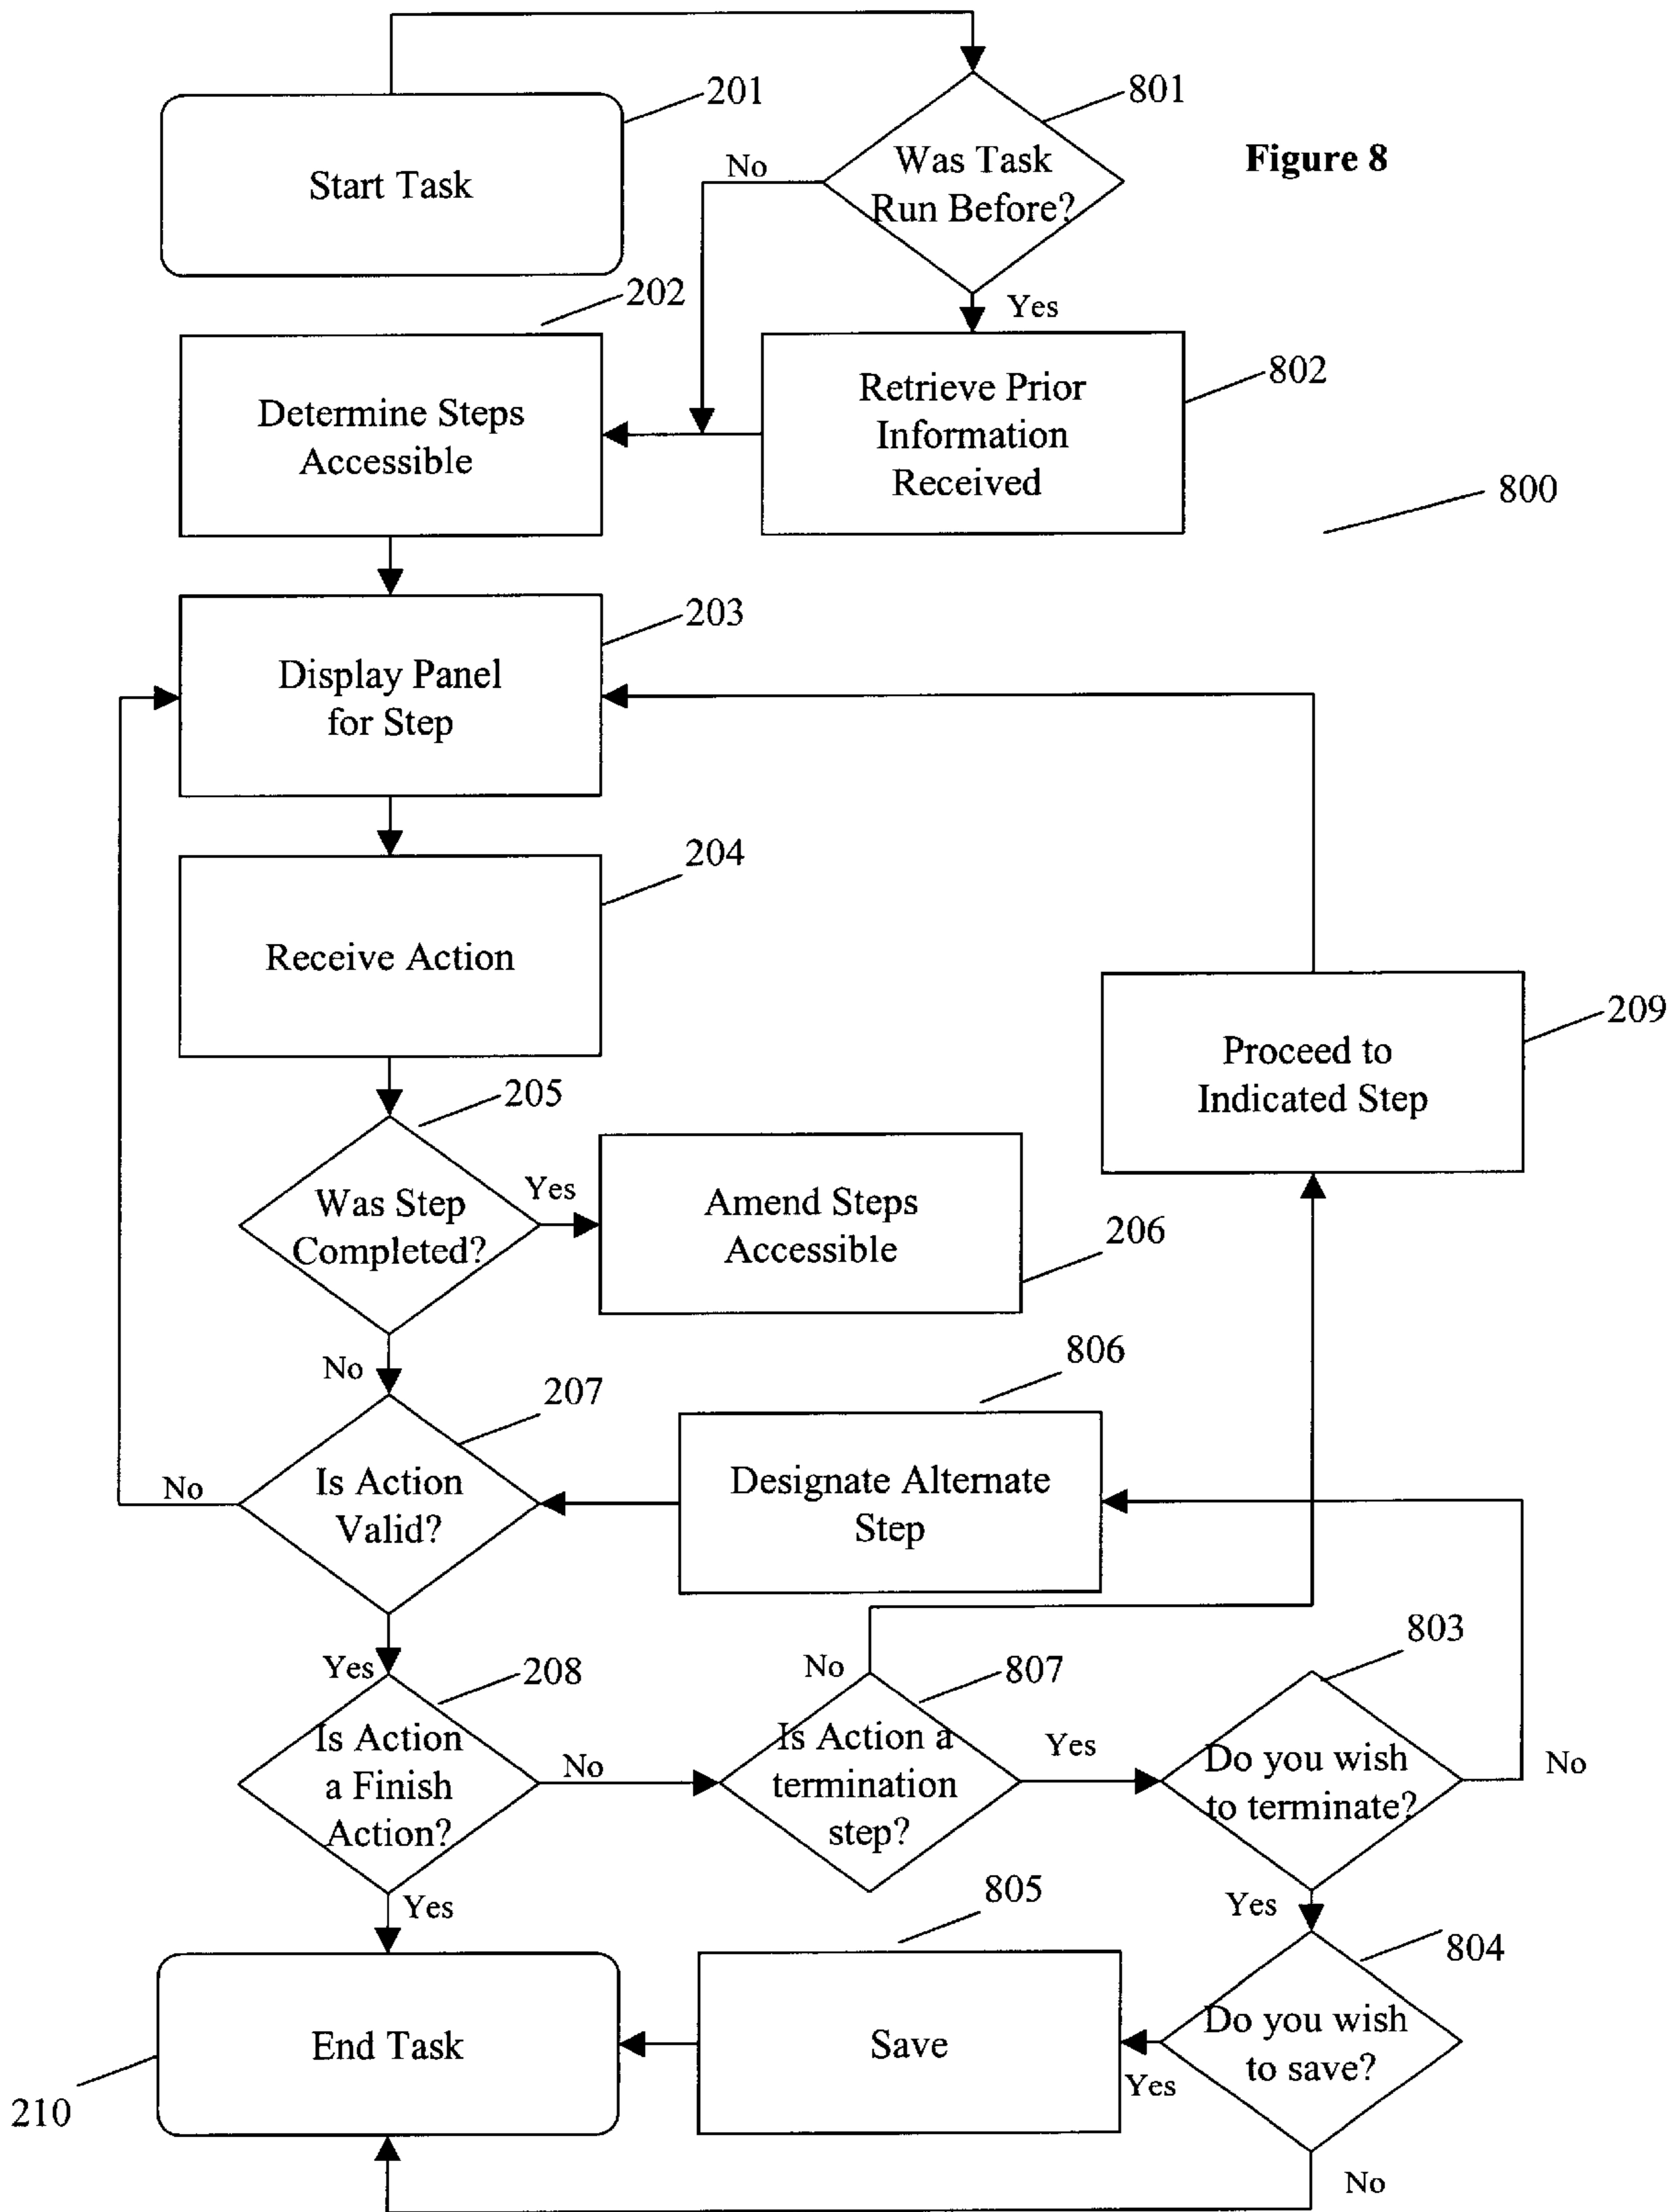 201
Start Task
801
Was Task
Run Before?
Figure 8
No
Yes
202
Determine Steps
Accessible
802
Retrieve Prior
Information
Received
800
203
Display Panel
for Step
204
Receive Action
209
Proceed to
Indicated Step
205
Was Step
Completed?
Yes
Amend Steps
Accessible
206
No
207
Is Action
Valid?
No
806
Designate Alternate
Step
Yes
208
Is Action
a Finish
Action?
No
No
807
Is Action a
termination
step?
Yes
803
Do you wish
to terminate?
No
Yes
Yes
805
Save
804
Do you wish
to save?
Yes
No
End Task
210